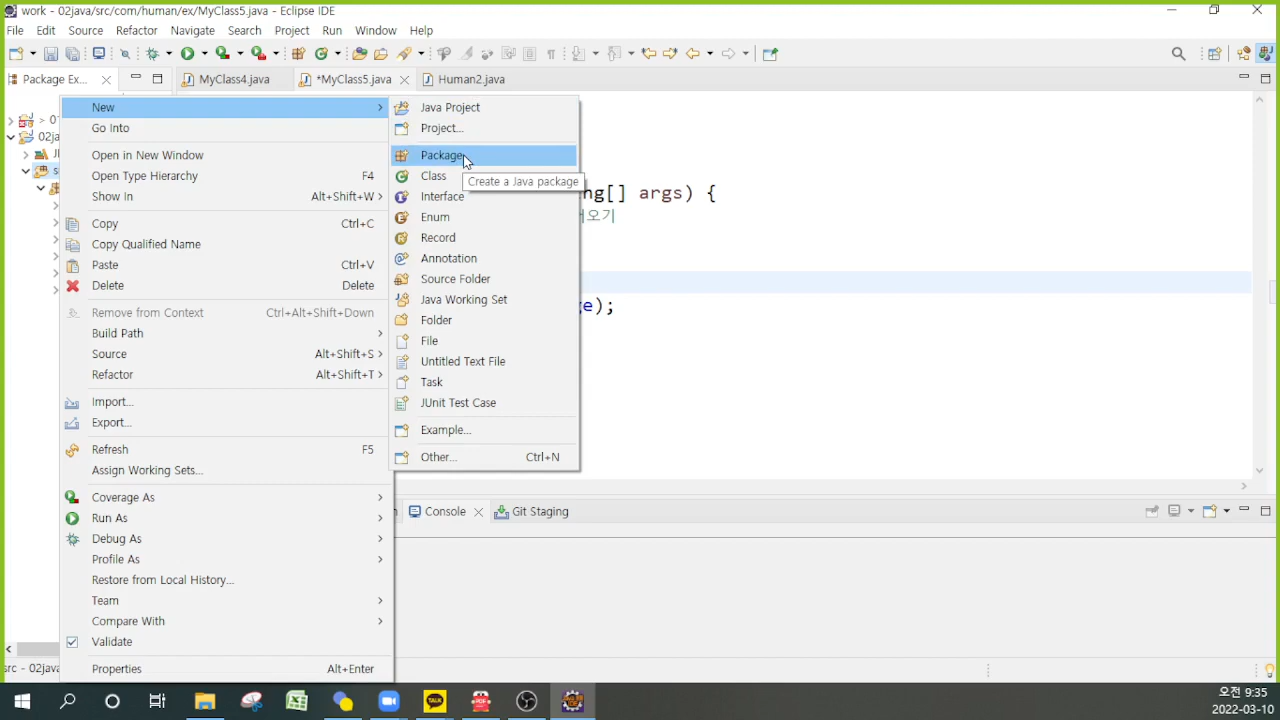 work - 02java/src/com/human/ex/MyClass5.java - Eclipse IDE
File Edit Source Refactor Navigate Search Project Run Window Help
Package Ex...
MyClass4.java
*MyClass5.java
Human2.java
02java
New
Go Into
Open in New Window
Open Type Hierarchy F4
Show In Alt+Shift+W
Copy Ctrl+C
Copy Qualified Name
Paste Ctrl+V
Delete Delete
Remove from Context Ctrl+Alt+Shift+Down
Build Path
Source Alt+Shift+S
Refactor Alt+Shift+T
Import...
Export...
Refresh F5
Assign Working Sets...
Coverage As
Run As
Debug As
Profile As
Restore from Local History...
Team
Compare With
Validate
Properties Alt+Enter
Java Project
Project...
Package
Create a Java package
Class
Interface
Enum
Record
Annotation
Source Folder
Java Working Set
Folder
File
Untitled Text File
Task
JUnit Test Case
Example...
Other... Ctrl+N
ng[] args) {
오기
ge);
Console
Git Staging
src - 02java
TALK
PDF
오전 9:35
2022-03-10